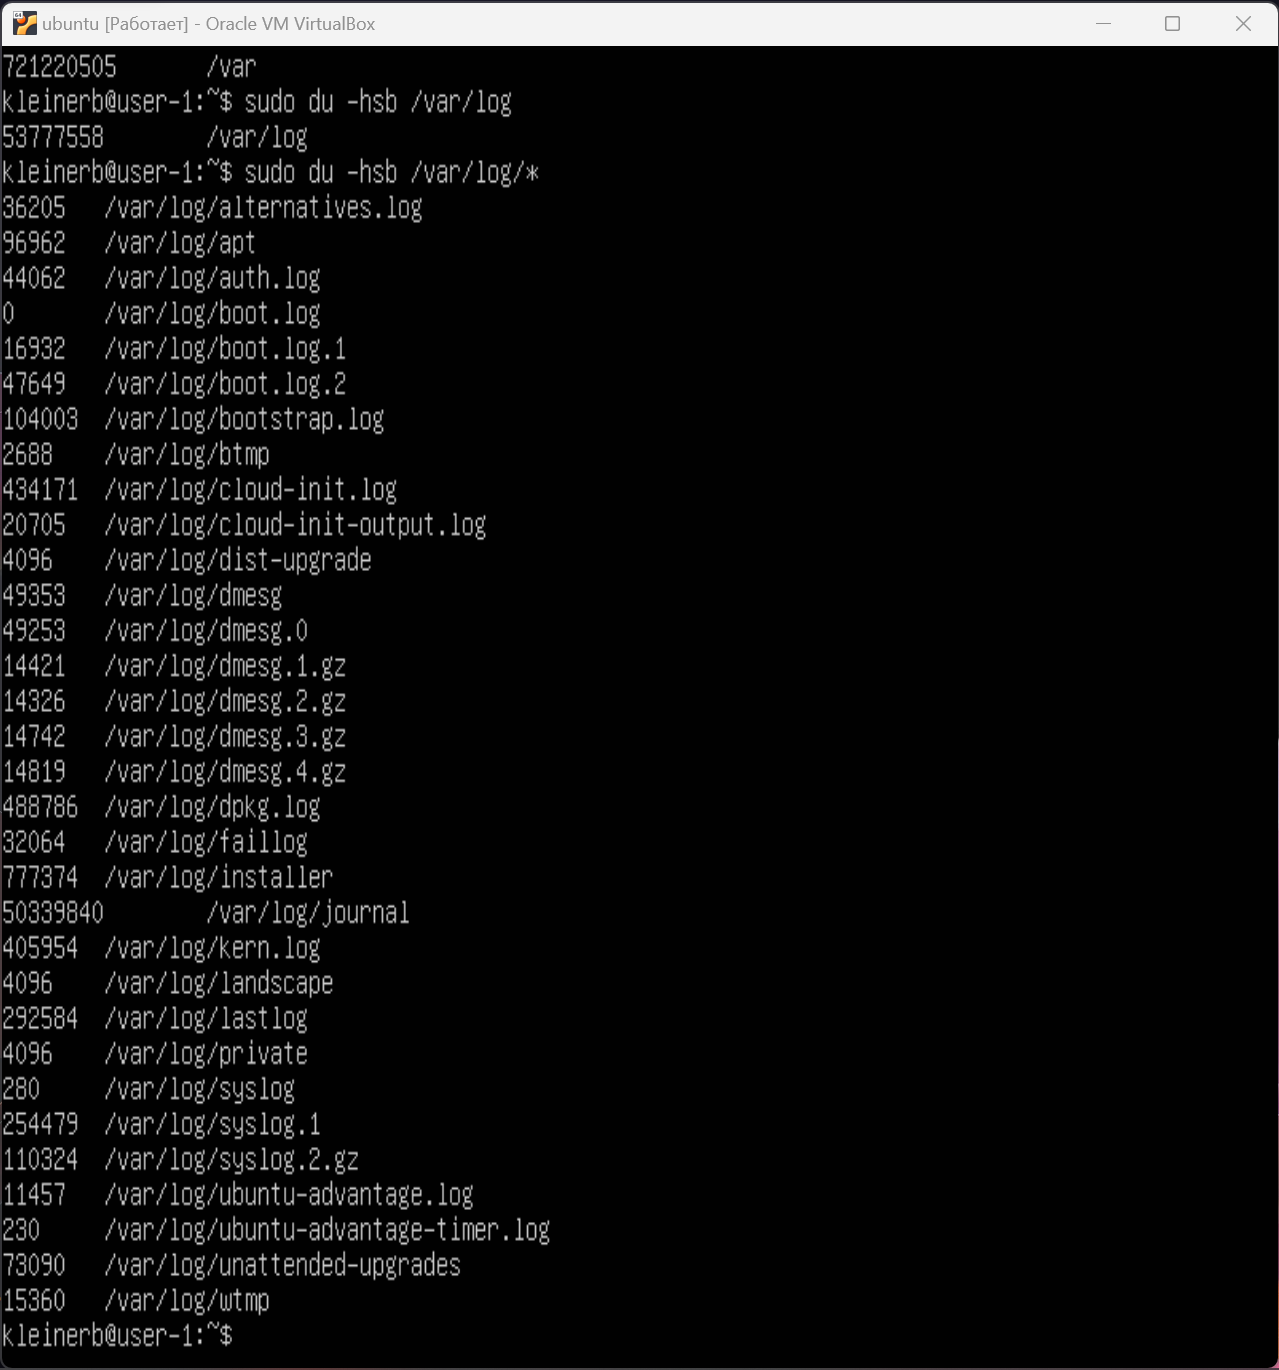 64
ubuntu [Работает] - Oracle VM VirtualBox
721220505 /var
kleinerb@user-1:~$ sudo du -hsb /var/log
53777558 /var/log
kleinerb@user-1:~$ sudo du -hsb /var/log/*
36205 /var/log/alternatives.log
96962 /var/log/apt
44062 /var/log/auth.log
0 /var/log/boot.log
16932 /var/log/boot.log.1
47649 /var/log/boot.log.2
104003 /var/log/bootstrap.log
2688 /var/log/btmp
434171 /var/log/cloud-init.log
20705 /var/log/cloud-init-output.log
4096 /var/log/dist-upgrade
49353 /var/log/dmesg
49253 /var/log/dmesg.0
14421 /var/log/dmesg.1.gz
14326 /var/log/dmesg.2.gz
14742 /var/log/dmesg.3.gz
14819 /var/log/dmesg.4.gz
488786 /var/log/dpkg.log
32064 /var/log/faillog
777374 /var/log/installer
50339840 /var/log/journal
405954 /var/log/kern.log
4096 /var/log/landscape
292584 /var/log/lastlog
4096 /var/log/private
280 /var/log/syslog
254479 /var/log/syslog.1
110324 /var/log/syslog.2.gz
11457 /var/log/ubuntu-advantage.log
230 /var/log/ubuntu-advantage-timer.log
73090 /var/log/unattended-upgrades
15360 /var/log/wtmp
kleinerb@user-1:~$